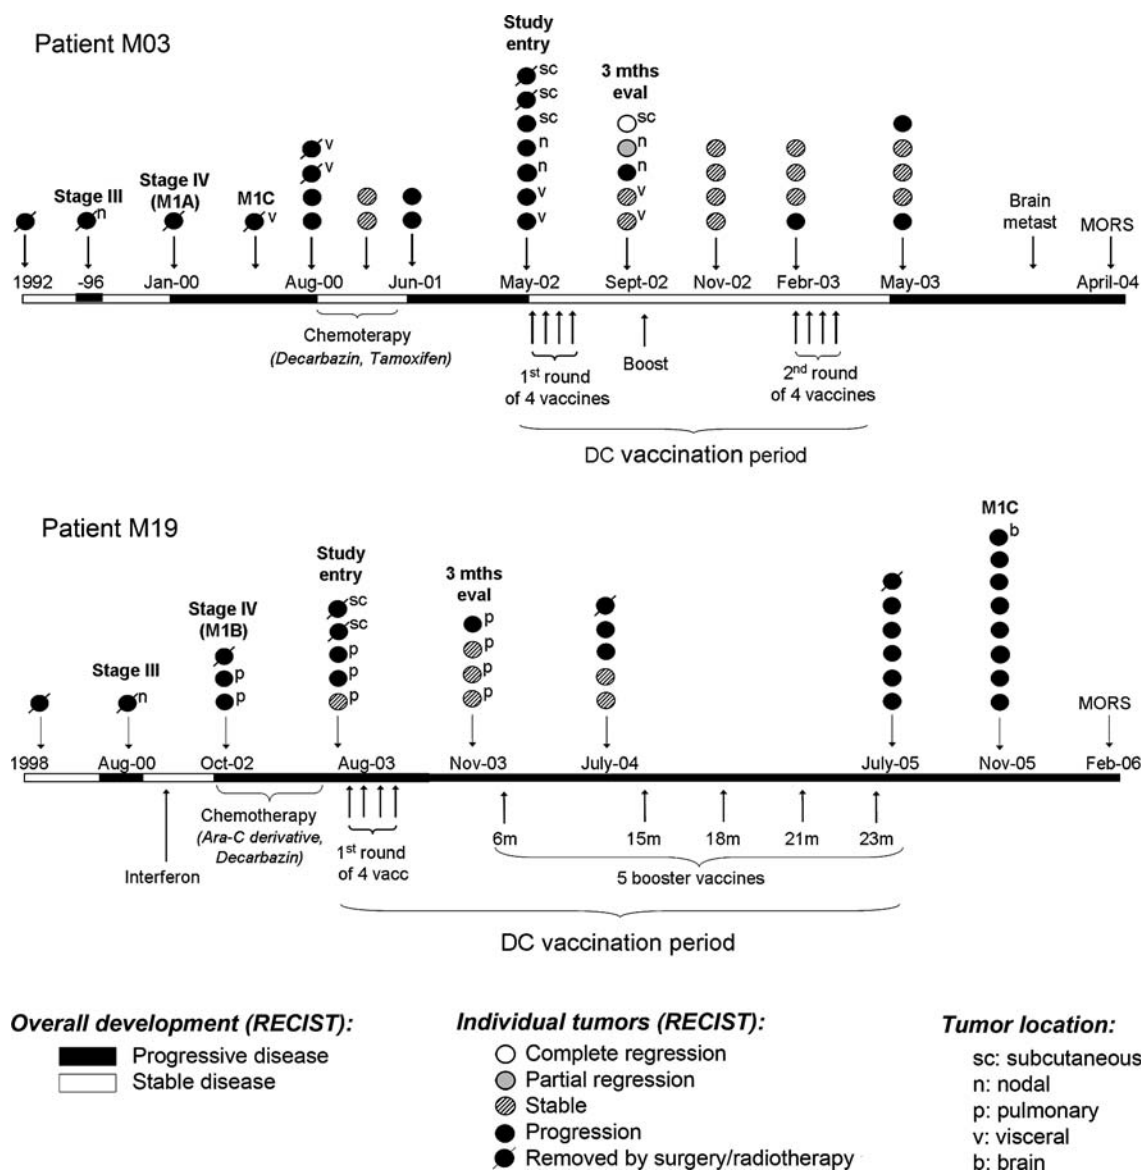 Patient M03
Study
entry
3 mths
eval
sc
sc
sc
n
n
v
v
sc
n
n
v
v
v
v
Stage III
n
Stage IV
(M1A)
M1C
v
Brain
metast
MORS
1992
-96
Jan-00
Aug-00
Jun-01
May-02
Sept-02
Nov-02
Febr-03
May-03
April-04
Chemoterapy
(Decarbazin, Tamoxifen)
1st round
of 4 vaccines
Boost
2nd round
of 4 vaccines
DC vaccination period
Patient M19
M1C
b
Study
entry
sc
sc
p
p
p
3 mths
eval
p
p
p
p
Stage IV
(M1B)
p
p
Stage III
n
MORS
1998
Aug-00
Oct-02
Aug-03
Nov-03
July-04
July-05
Nov-05
Feb-06
Chemotherapy
(Ara-C derivative,
Decarbazin)
Interferon
1st round
of 4 vacc
6m
15m
18m
21m
23m
5 booster vaccines
DC vaccination period
Overall development (RECIST):
Progressive disease
Stable disease
Individual tumors (RECIST):
Complete regression
Partial regression
Stable
Progression
Removed by surgery/radiotherapy
Tumor location:
sc: subcutaneous
n: nodal
p: pulmonary
v: visceral
b: brain